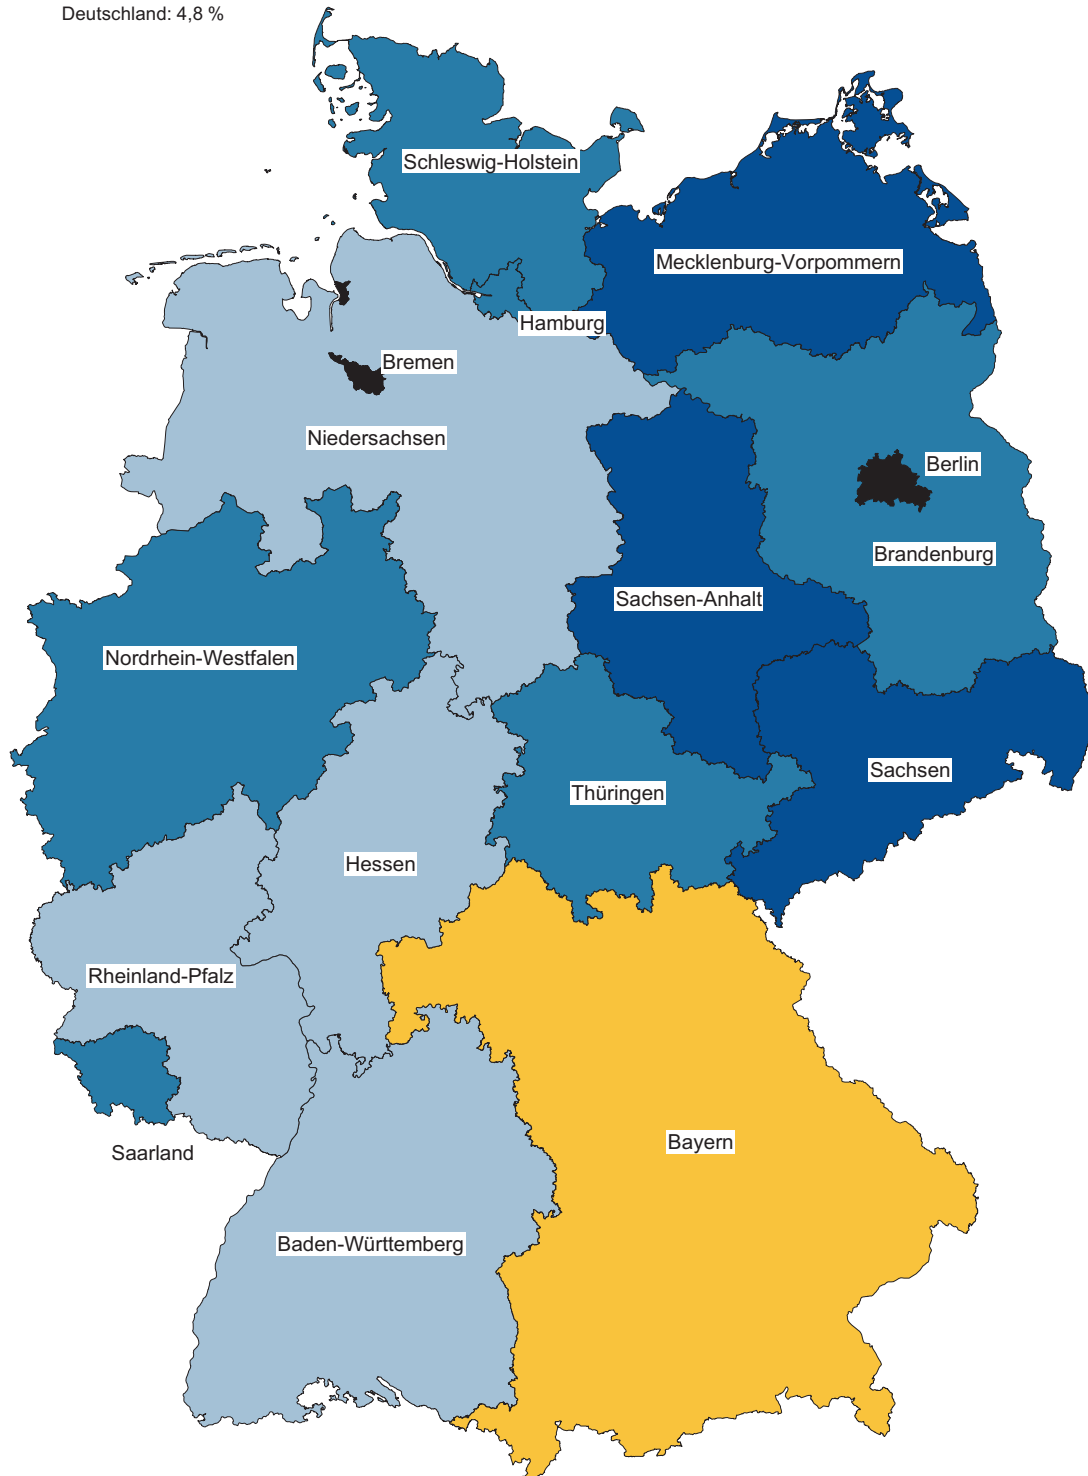 Deutschland: 4,8 %
Schleswig-Holstein
Mecklenburg-Vorpommern
Hamburg
Bremen
Niedersachsen
Berlin
Brandenburg
Sachsen-Anhalt
Nordrhein-Westfalen
Sachsen
Thüringen
Hessen
Rheinland-Pfalz
Bayern
Saarland
Baden-Württemberg